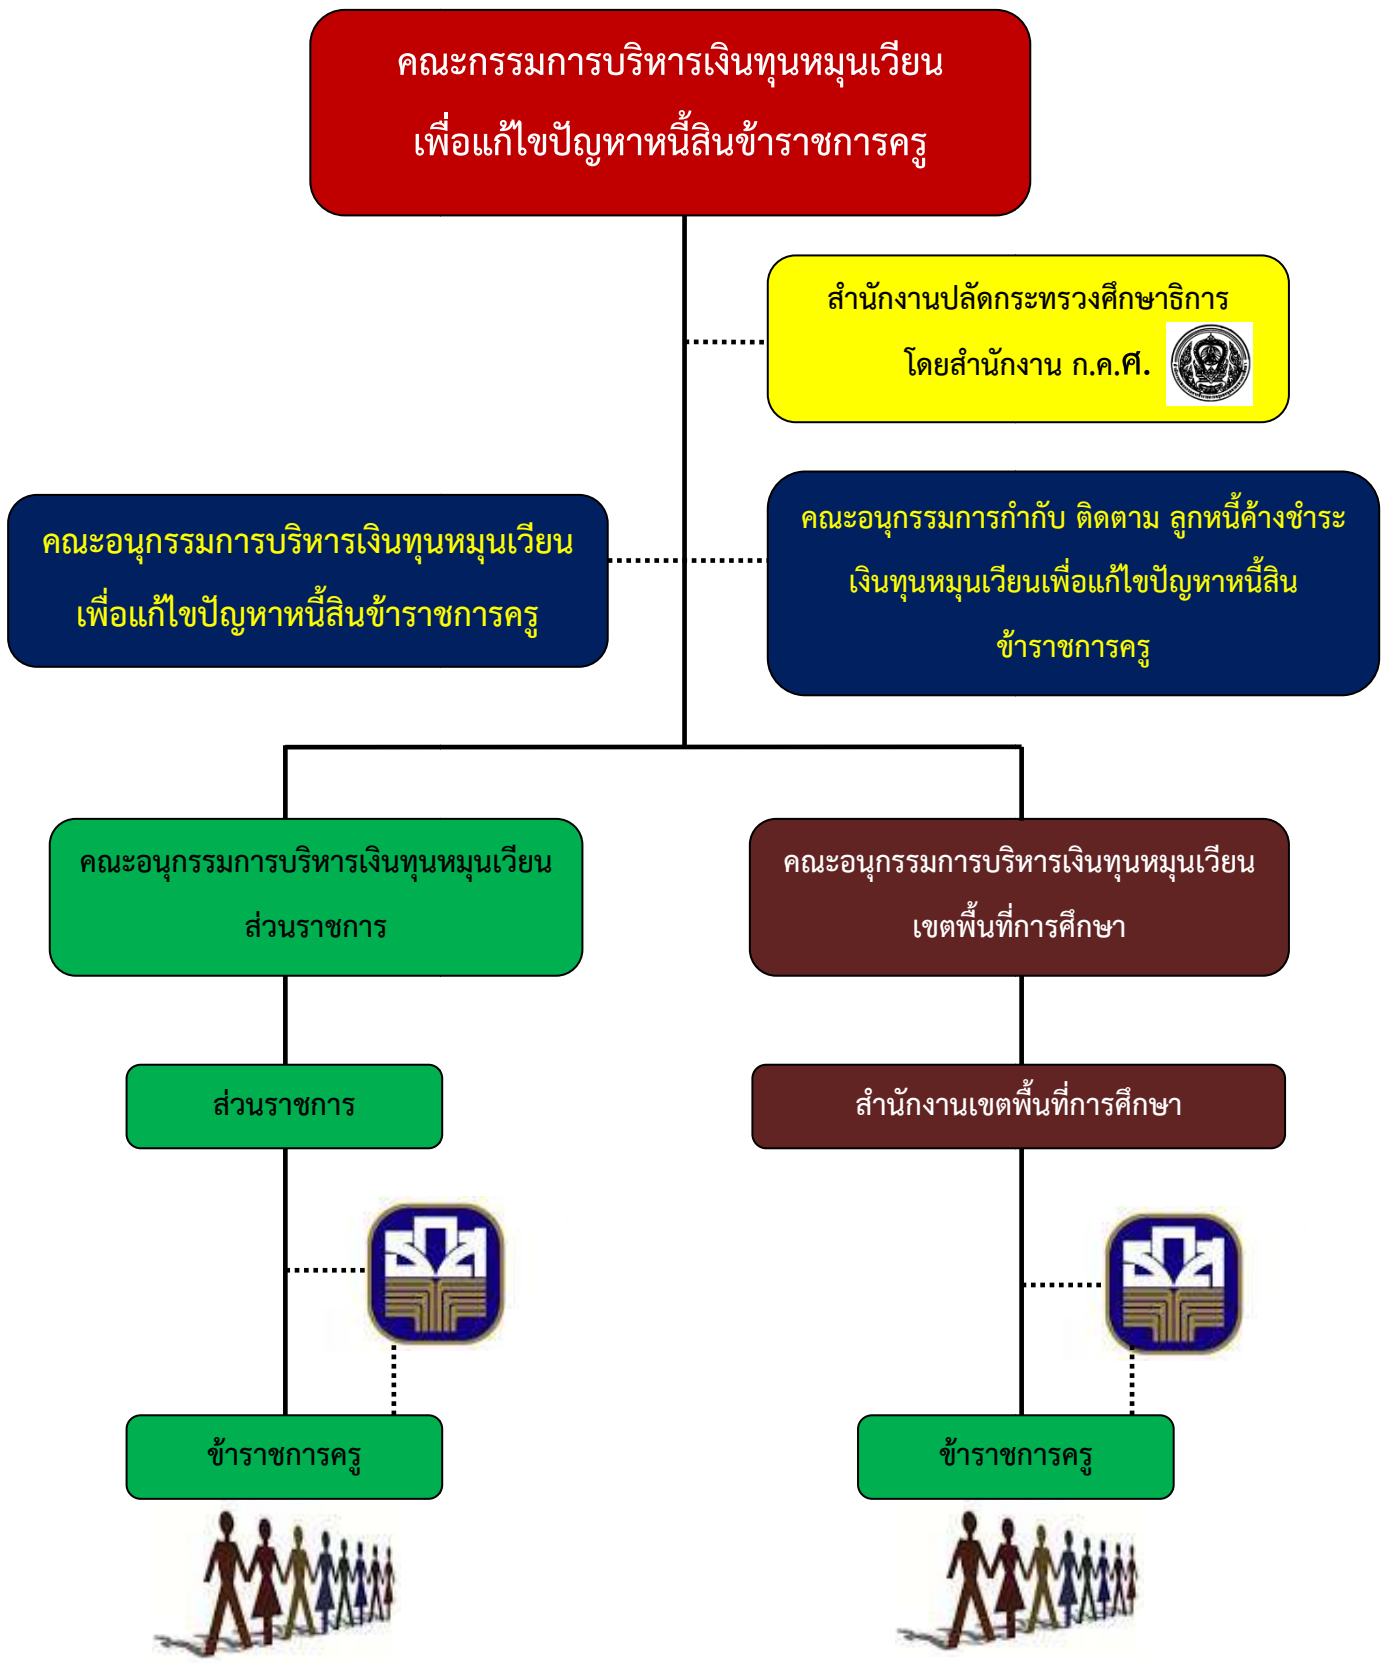 คณะกรรมการบริหารเงินทุนหมุนเวียน
เพื่อแก้ไขปัญหาหนี้สินข้าราชการครู
สำนักงานปลัดกระทรวงศึกษาธิการ
โดยสำนักงาน ก.ค.ศ.
คณะอนุกรรมการบริหารเงินทุนหมุนเวียน
เพื่อแก้ไขปัญหาหนี้สินข้าราชการครู
คณะอนุกรรมการกำกับ ติดตาม ลูกหนี้ค้างชำระ
เงินทุนหมุนเวียนเพื่อแก้ไขปัญหาหนี้สิน
ข้าราชการครู
คณะอนุกรรมการบริหารเงินทุนหมุนเวียน
ส่วนราชการ
คณะอนุกรรมการบริหารเงินทุนหมุนเวียน
เขตพื้นที่การศึกษา
ส่วนราชการ
สำนักงานเขตพื้นที่การศึกษา
ธกส
ธกส
ข้าราชการครู
ข้าราชการครู